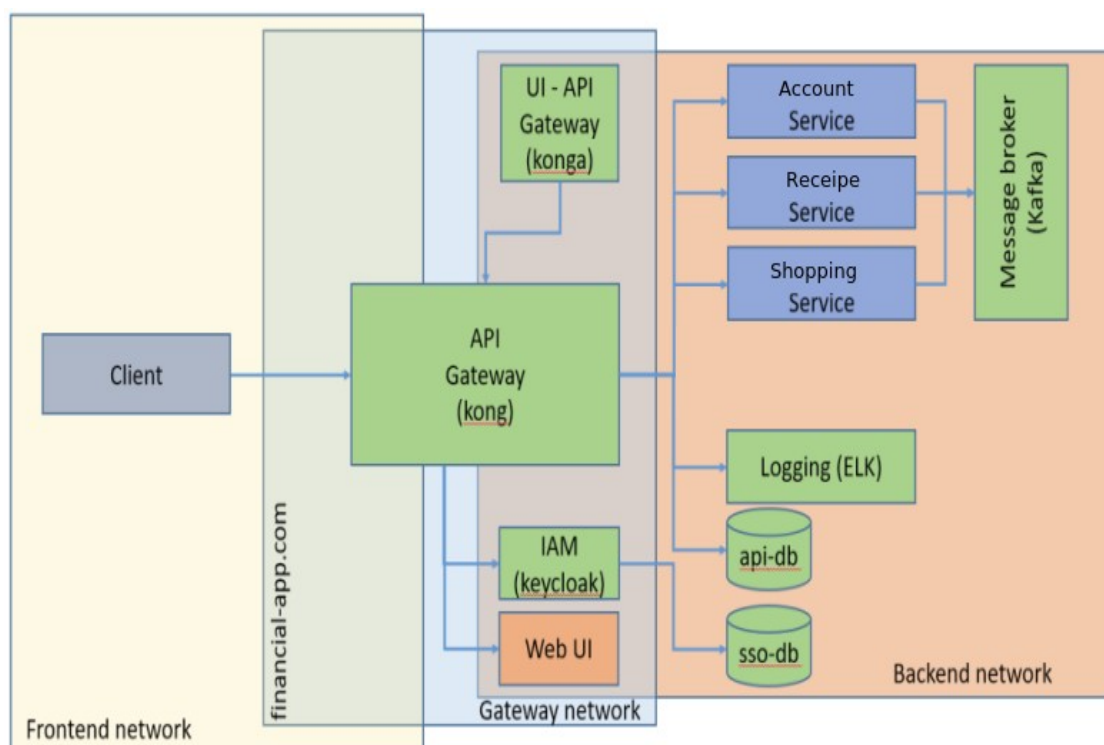 UI - API
Gateway
(konga)
Account
Service
Receipe
Service
Shopping
Service
Message broker
(Kafka)
Client
API
Gateway
(kong)
Logging (ELK)
api-db
IAM
(keycloak)
Web UI
sso-db
financial-app.com
Backend network
Gateway network
Frontend network